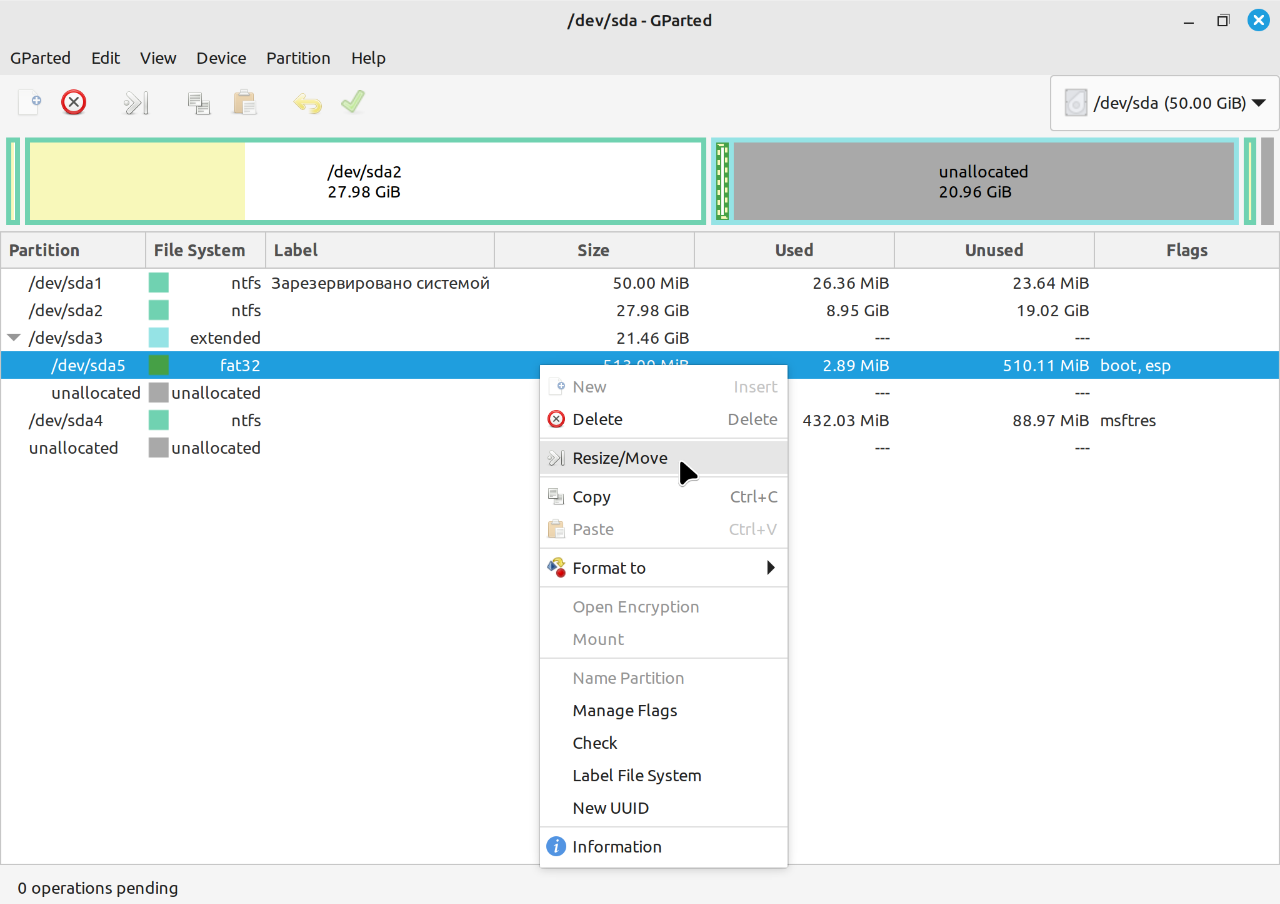 /dev/sda - GParted
GParted Edit View Device Partition Help
/dev/sda (50.00 GiB)
/dev/sda2
27.98 GiB
unallocated
20.96 GiB
Partition File System Label Size Used Unused Flags
/dev/sda1 ntfs Зарезервировано системой 50.00 MiB 26.36 MiB 23.64 MiB
/dev/sda2 ntfs 27.98 GiB 8.95 GiB 19.02 GiB
/dev/sda3 extended 21.46 GiB --- ---
/dev/sda5 fat32 513.00 MiB 2.89 MiB 510.11 MiB boot, esp
unallocated unallocated --- ---
/dev/sda4 ntfs 432.03 MiB 88.97 MiB msftres
unallocated unallocated --- ---
New Insert
Delete Delete
Resize/Move
Copy Ctrl+C
Paste Ctrl+V
Format to
Open Encryption
Mount
Name Partition
Manage Flags
Check
Label File System
New UUID
Information
0 operations pending